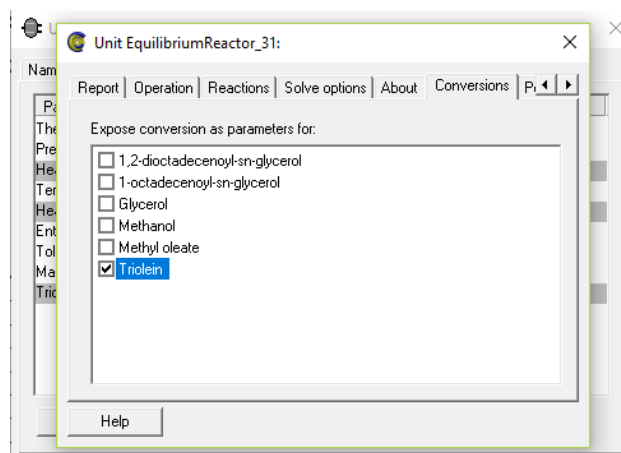 Unit EquilibriumReactor_31:
Report Operation Reactions Solve options About Conversions
Expose conversion as parameters for:
1,2-dioctadecenoyl-sn-glycerol
1-octadecenoyl-sn-glycerol
Glycerol
Methanol
Methyl oleate
Triolein
Help